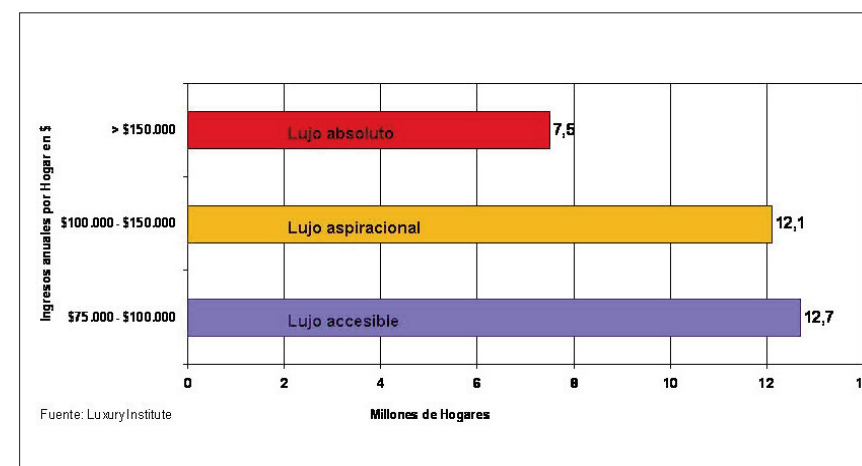 Ingresos anuales por Hogar en $
> $150.000
Lujo absoluto
7,5
$100.000 - $150.000
Lujo aspiracional
12,1
$75.000 - $100.000
Lujo accesible
12,7
0 2 4 6 8 10 12
Fuente: Luxury Institute
Millones de Hogares